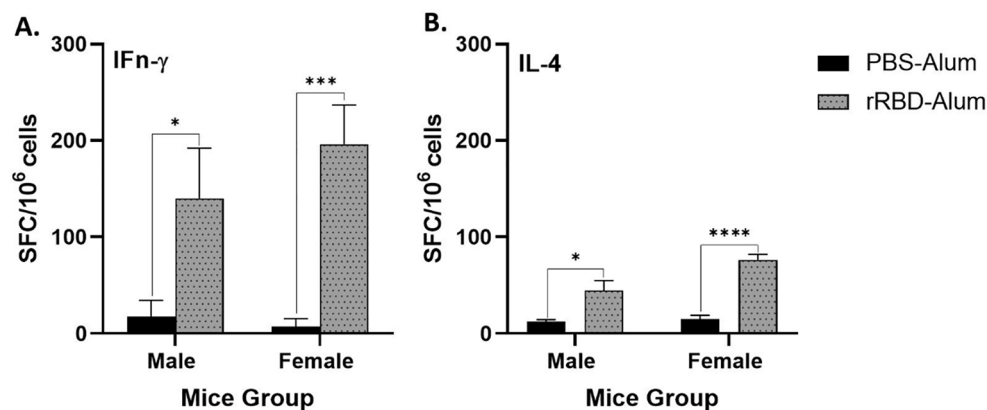 A.
IFn-γ
SFC/10⁶ cells
300
200
100
0
*
***
Male
Female
Mice Group
B.
IL-4
SFC/10⁶ cells
300
200
100
0
*
****
Male
Female
Mice Group
PBS-Alum
rRBD-Alum